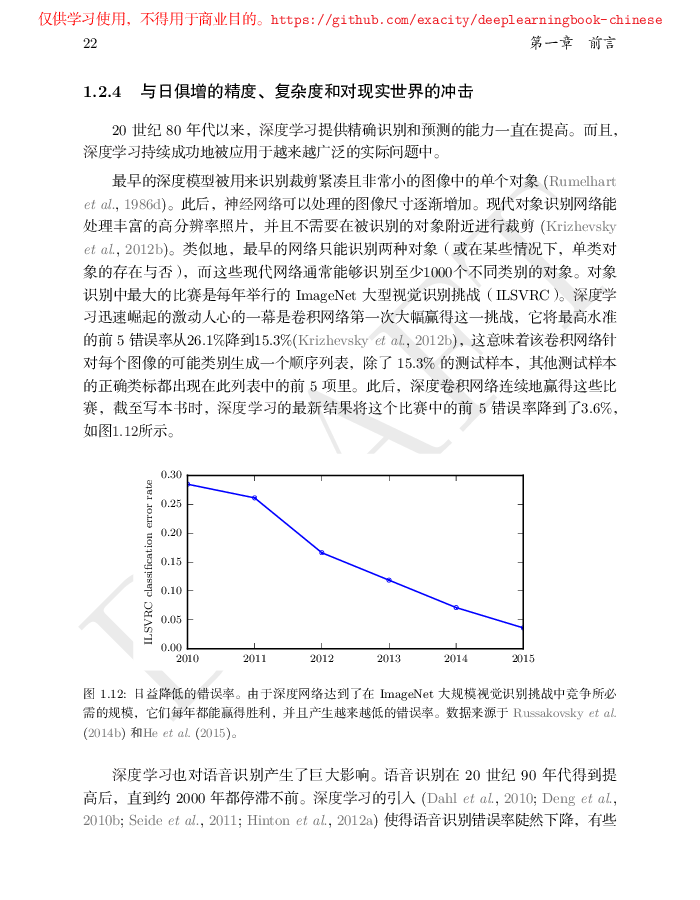 仅供学习使用，不得用于商业目的。https://github.com/exacity/deeplearningbook-chinese
22 第一章 前言
1.2.4 与日俱增的精度、复杂度和对现实世界的冲击
20 世纪 80 年代以来，深度学习提供精确识别和预测的能力一直在提高。而且，
深度学习持续成功地被应用于越来越广泛的实际问题中。
最早的深度模型被用来识别裁剪紧凑且非常小的图像中的单个对象 (Rumelhart
et al., 1986d)。此后，神经网络可以处理的图像尺寸逐渐增加。现代对象识别网络能
处理丰富的高分辨率照片，并且不需要在被识别的对象附近进行裁剪 (Krizhevsky
et al., 2012b)。类似地，最早的网络只能识别两种对象（或在某些情况下，单类对
象的存在与否），而这些现代网络通常能够识别至少1000个不同类别的对象。对象
识别中最大的比赛是每年举行的 ImageNet 大型视觉识别挑战（ILSVRC）。深度学
习迅速崛起的激动人心的一幕是卷积网络第一次大幅赢得这一挑战，它将最高水准
的前 5 错误率从26.1%降到15.3%(Krizhevsky et al., 2012b)，这意味着该卷积网络针
对每个图像的可能类别生成一个顺序列表，除了 15.3% 的测试样本，其他测试样本
的正确类标都出现在此列表中的前 5 项里。此后，深度卷积网络连续地赢得这些比
赛，截至写本书时，深度学习的最新结果将这个比赛中的前 5 错误率降到了3.6%，
如图1.12所示。
DRAFT
ILSVRC classification error rate
0.30
0.25
0.20
0.15
0.10
0.05
0.00
2010 2011 2012 2013 2014 2015
图 1.12: 日益降低的错误率。由于深度网络达到了在 ImageNet 大规模视觉识别挑战中竞争所必
需的规模，它们每年都能赢得胜利，并且产生越来越低的错误率。数据来源于 Russakovsky et al.
(2014b) 和He et al. (2015)。
深度学习也对语音识别产生了巨大影响。语音识别在 20 世纪 90 年代得到提
高后，直到约 2000 年都停滞不前。深度学习的引入 (Dahl et al., 2010; Deng et al.,
2010b; Seide et al., 2011; Hinton et al., 2012a) 使得语音识别错误率陡然下降，有些